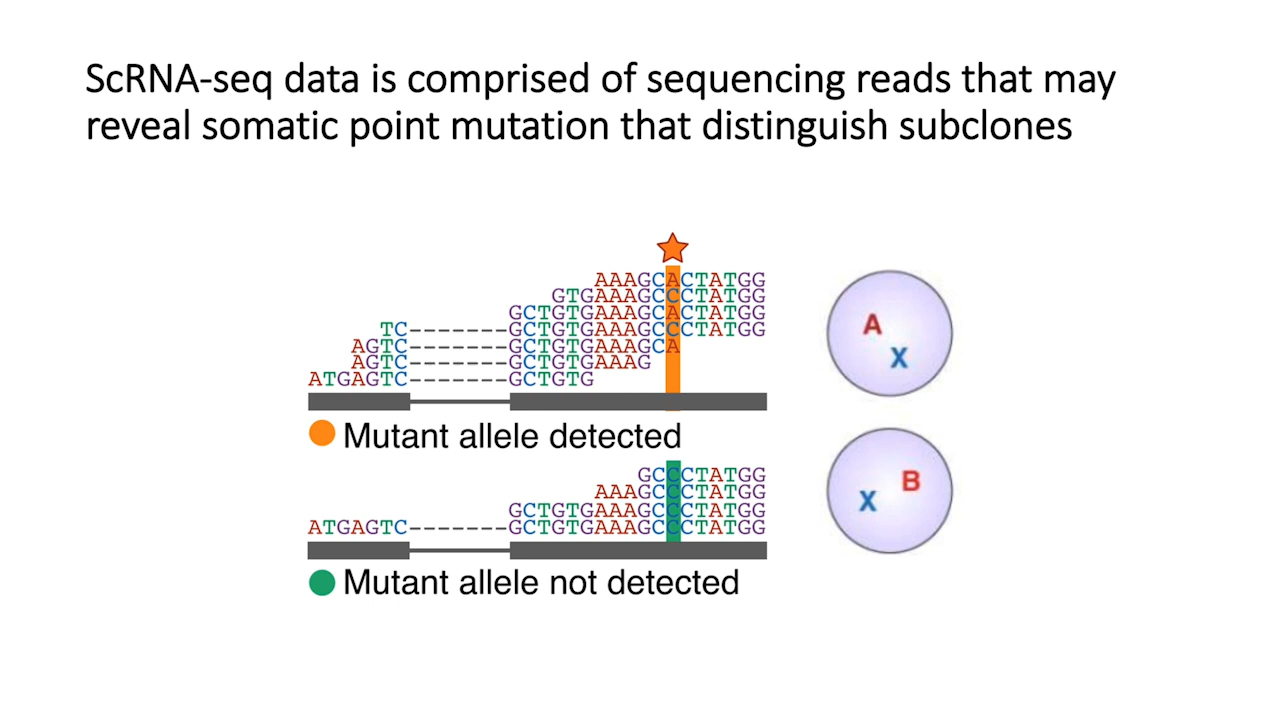 ScRNA-seq data is comprised of sequencing reads that may
reveal somatic point mutation that distinguish subclones
AAAGCACTATGG
GTGAAAGCCCTATGG
GCTGTGAAAGCACTATGG
TC-------GCTGTGAAAGCCCTATGG
AGTC-------GCTGTGAAAGCA
AGTC-------GCTGTGAAAG
ATGAGTC-------GCTGTG
Mutant allele detected
A
X
GCCCTATGG
AAAGCCCTATGG
GCTGTGAAAGCCCTATGG
ATGAGTC-------GCTGTGAAAGCCCTATGG
Mutant allele not detected
B
X